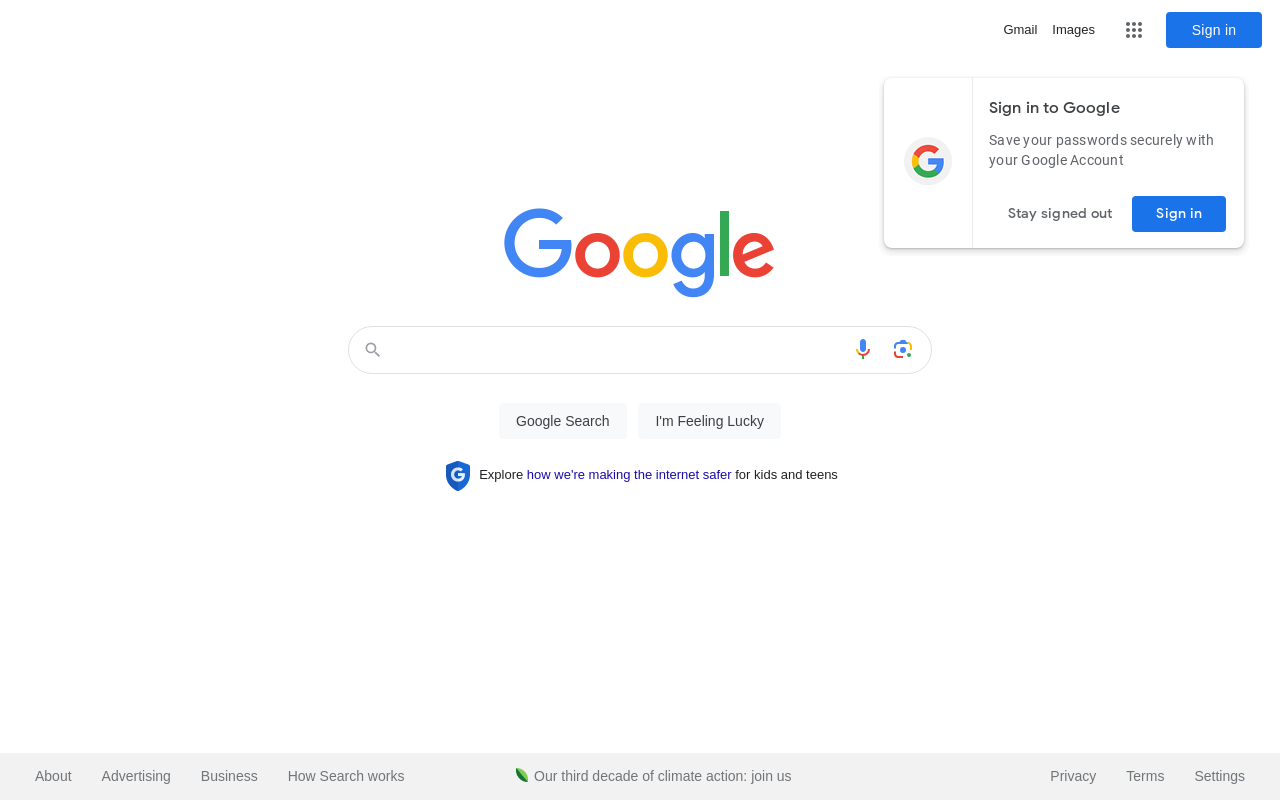 Gmail Images Sign in
Sign in to Google
Save your passwords securely with
your Google Account
Stay signed out Sign in
Google
Google Search I'm Feeling Lucky
Explore how we're making the internet safer for kids and teens
About Advertising Business How Search works Our third decade of climate action: join us Privacy Terms Settings